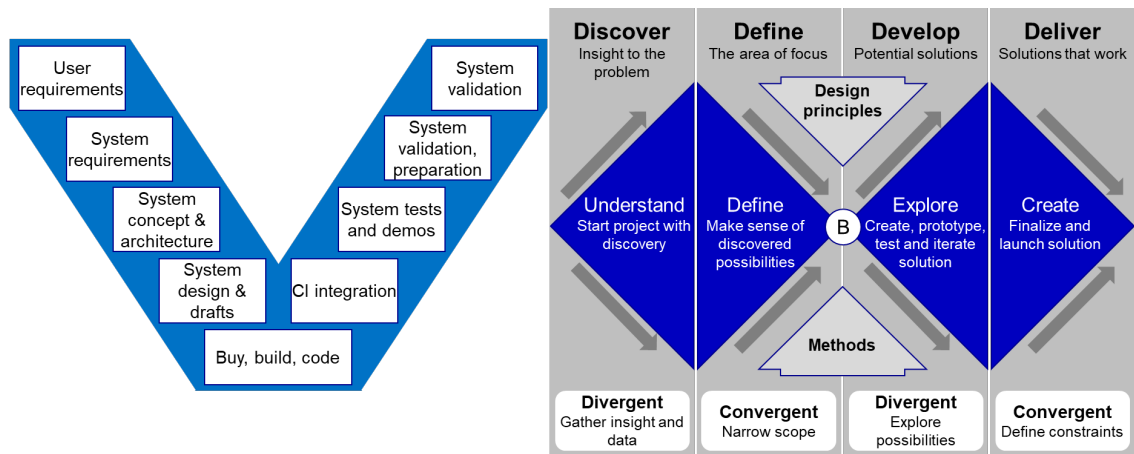 User
requirements
System
requirements
System
concept &
architecture
System
design &
drafts
Buy, build, code
CI integration
System tests
and demos
System
validation,
preparation
System
validation
Discover
Insight to the
problem
Define
The area of focus
Develop
Potential solutions
Deliver
Solutions that work
Design
principles
Understand
Start project with
discovery
Define
Make sense of
discovered
possibilities
B
Explore
Create, prototype,
test and iterate
solution
Create
Finalize and
launch solution
Methods
Divergent
Gather insight and
data
Convergent
Narrow scope
Divergent
Explore
possibilities
Convergent
Define constraints